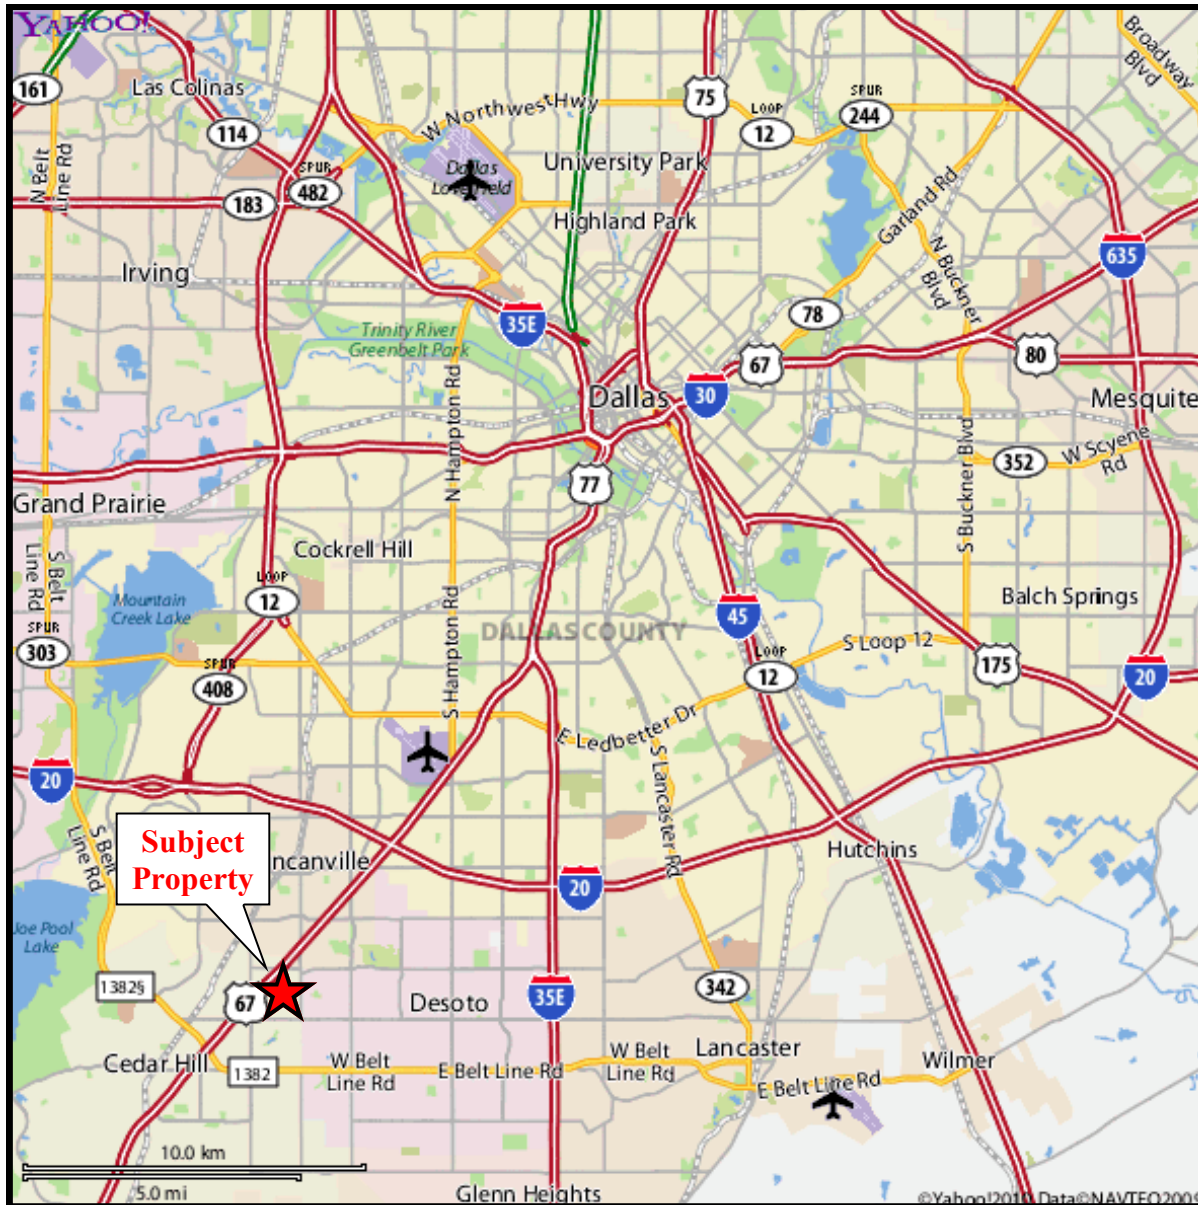 YAHOO!
161
Las Colinas
114
SPUR
482
183
N Belt
Line Rd
Irving
W Northwest Hwy
Dallas
Love Field
75
LOOP
12
SPUR
244
Broadway
Blvd
University Park
Highland Park
Garland Rd
N Buckner
Blvd
635
35E
Trinity River
Greenbelt Park
78
67
80
Dallas
30
Mesquite
N Hampton Rd
77
352
W Scyene
Rd
S Buckner Blvd
Grand Prairie
Cockrell Hill
S Belt
Line Rd
Mountain
Creek Lake
LOOP
12
SPUR
303
SPUR
408
S Hampton Rd
DALLAS COUNTY
45
LOOP
12
S Loop 12
Balch Springs
175
20
E Ledbetter Dr
S Lancaster Rd
20
S Belt
Line Rd
Subject
Property
ncanville
Hutchins
20
Joe Pool
Lake
1382S
67
Desoto
35E
342
Cedar Hill
1382
W Belt
Line Rd
E Belt Line Rd
W Belt
Line Rd
Lancaster
E Belt Line Rd
Wilmer
10.0 km
5.0 mi
Glenn Heights
©Yahoo!2010 Data©NAVTEQ2009